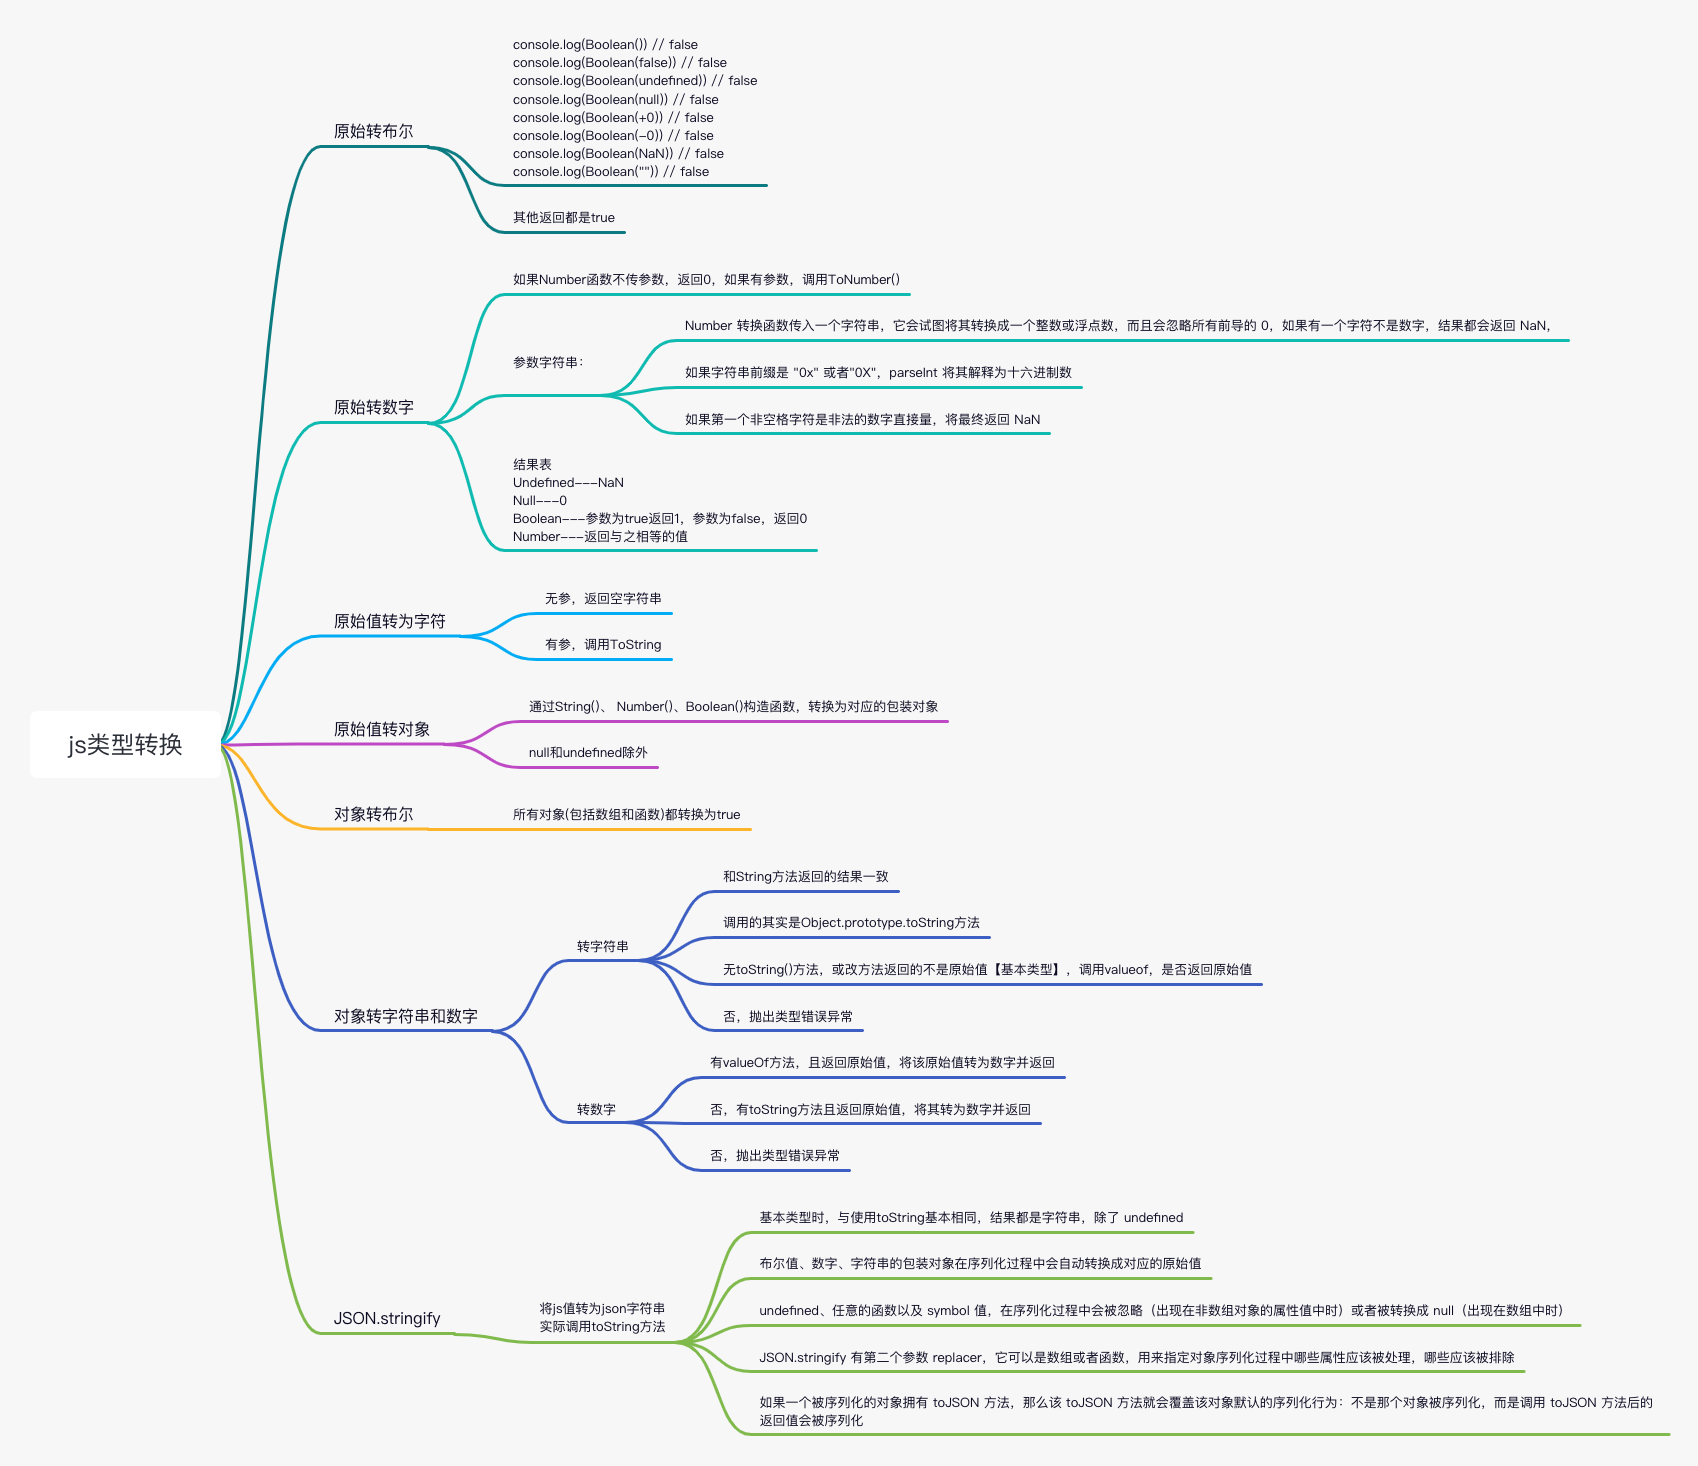 js类型转换
原始转布尔
console.log(Boolean()) // false
console.log(Boolean(false)) // false
console.log(Boolean(undefined)) // false
console.log(Boolean(null)) // false
console.log(Boolean(+0)) // false
console.log(Boolean(-0)) // false
console.log(Boolean(NaN)) // false
console.log(Boolean("")) // false
其他返回都是true
原始转数字
如果Number函数不传参数，返回0，如果有参数，调用ToNumber()
参数字符串：
Number 转换函数传入一个字符串，它会试图将其转换成一个整数或浮点数，而且会忽略所有前导的 0，如果有一个字符不是数字，结果都会返回 NaN，
如果字符串前缀是 "0x" 或者"0X"，parseInt 将其解释为十六进制数
如果第一个非空格字符是非法的数字直接量，将最终返回 NaN
结果表
Undefined---NaN
Null---0
Boolean---参数为true返回1，参数为false，返回0
Number---返回与之相等的值
原始值转为字符
无参，返回空字符串
有参，调用ToString
原始值转对象
通过String()、 Number()、Boolean()构造函数，转换为对应的包装对象
null和undefined除外
对象转布尔
所有对象(包括数组和函数)都转换为true
对象转字符串和数字
转字符串
和String方法返回的结果一致
调用的其实是Object.prototype.toString方法
无toString()方法，或改方法返回的不是原始值【基本类型】，调用valueof，是否返回原始值
否，抛出类型错误异常
转数字
有valueOf方法，且返回原始值，将该原始值转为数字并返回
否，有toString方法且返回原始值，将其转为数字并返回
否，抛出类型错误异常
JSON.stringify
将js值转为json字符串
实际调用toString方法
基本类型时，与使用toString基本相同，结果都是字符串，除了 undefined
布尔值、数字、字符串的包装对象在序列化过程中会自动转换成对应的原始值
undefined、任意的函数以及 symbol 值，在序列化过程中会被忽略（出现在非数组对象的属性值中时）或者被转换成 null（出现在数组中时）
JSON.stringify 有第二个参数 replacer，它可以是数组或者函数，用来指定对象序列化过程中哪些属性应该被处理，哪些应该被排除
如果一个被序列化的对象拥有 toJSON 方法，那么该 toJSON 方法就会覆盖该对象默认的序列化行为：不是那个对象被序列化，而是调用 toJSON 方法后的
返回值会被序列化